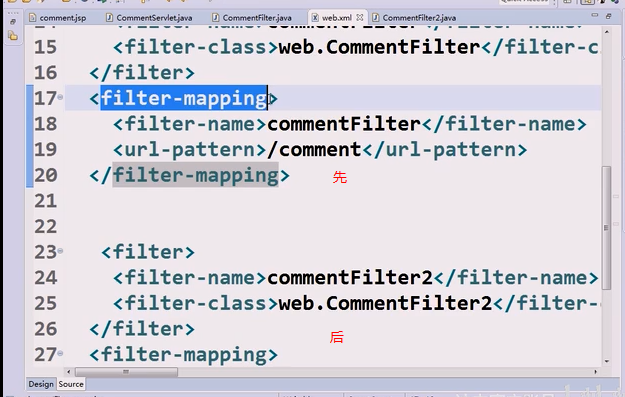 comment.jsp CommentServlet.java CommentFilter.java web.xml CommentFilter2.java
15 <filter-class>web.CommentFilter</filter-c
16 </filter>
17 <filter-mapping>
18 <filter-name>commentFilter</filter-name>
19 <url-pattern>/comment</url-pattern>
20 </filter-mapping> 先
21
22
23 <filter>
24 <filter-name>commentFilter2</filter-name>
25 <filter-class>web.CommentFilter2</filter-
26 </filter>
后
27 <filter-mapping>
Design Source